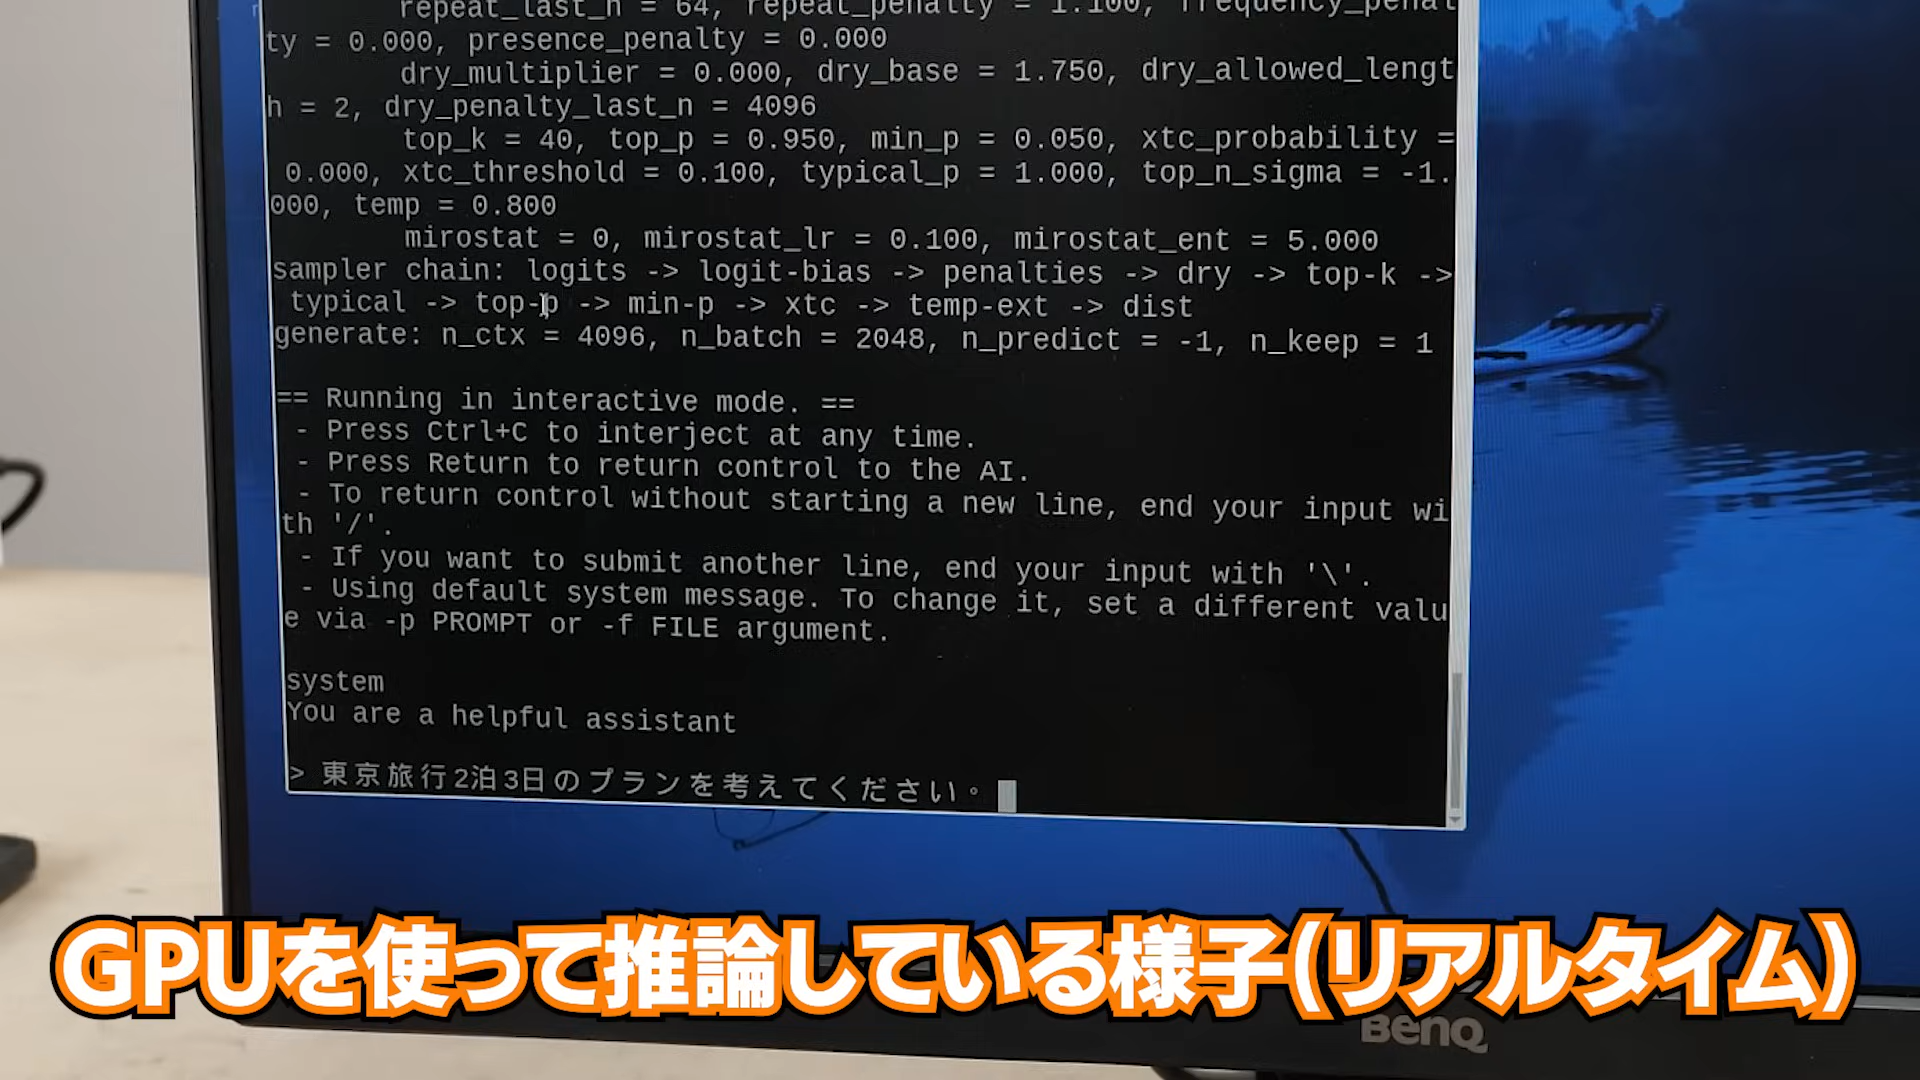 repeat_last_n = 64, repeat_penalty = 1.100, frequency_penal
ty = 0.000, presence_penalty = 0.000
dry_multiplier = 0.000, dry_base = 1.750, dry_allowed_lengt
h = 2, dry_penalty_last_n = 4096
top_k = 40, top_p = 0.950, min_p = 0.050, xtc_probability =
0.000, xtc_threshold = 0.100, typical_p = 1.000, top_n_sigma = -1.
000, temp = 0.800
mirostat = 0, mirostat_lr = 0.100, mirostat_ent = 5.000
sampler chain: logits -> logit-bias -> penalties -> dry -> top-k ->
typical -> top-p -> min-p -> xtc -> temp-ext -> dist
generate: n_ctx = 4096, n_batch = 2048, n_predict = -1, n_keep = 1
== Running in interactive mode. ==
- Press Ctrl+C to interject at any time.
- Press Return to return control to the AI.
- To return control without starting a new line, end your input wi
th '/'.
- If you want to submit another line, end your input with '\'.
- Using default system message. To change it, set a different valu
e via -p PROMPT or -f FILE argument.
system
You are a helpful assistant
> 東京旅行2泊3日のプランを考えてください。
GPUを使って推論している様子(リアルタイム)
BenQ